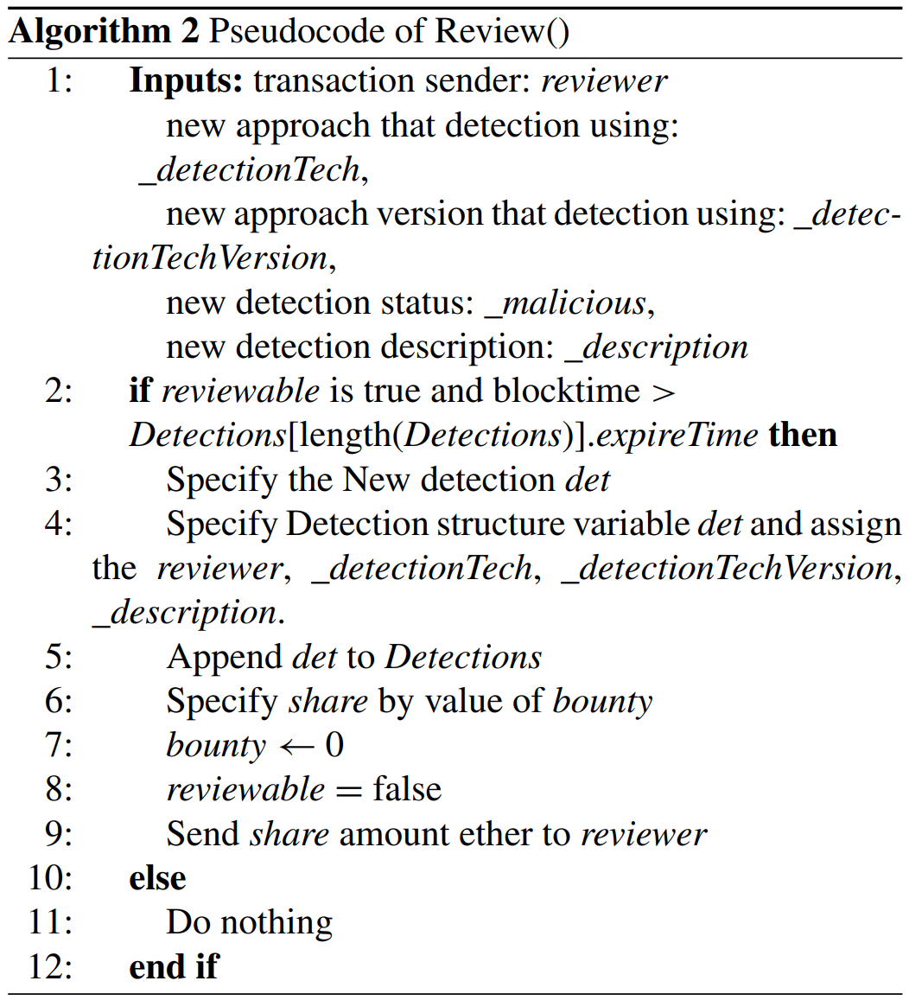 Algorithm 2 Pseudocode of Review()
1: Inputs: transaction sender: reviewer
new approach that detection using:
_detectionTech,
new approach version that detection using: _detec-
tionTechVersion,
new detection status: _malicious,
new detection description: _description
2: if reviewable is true and blocktime >
Detections[length(Detections)].expireTime then
3: Specify the New detection det
4: Specify Detection structure variable det and assign
the reviewer, _detectionTech, _detectionTechVersion,
_description.
5: Append det to Detections
6: Specify share by value of bounty
7: bounty ← 0
8: reviewable = false
9: Send share amount ether to reviewer
10: else
11: Do nothing
12: end if